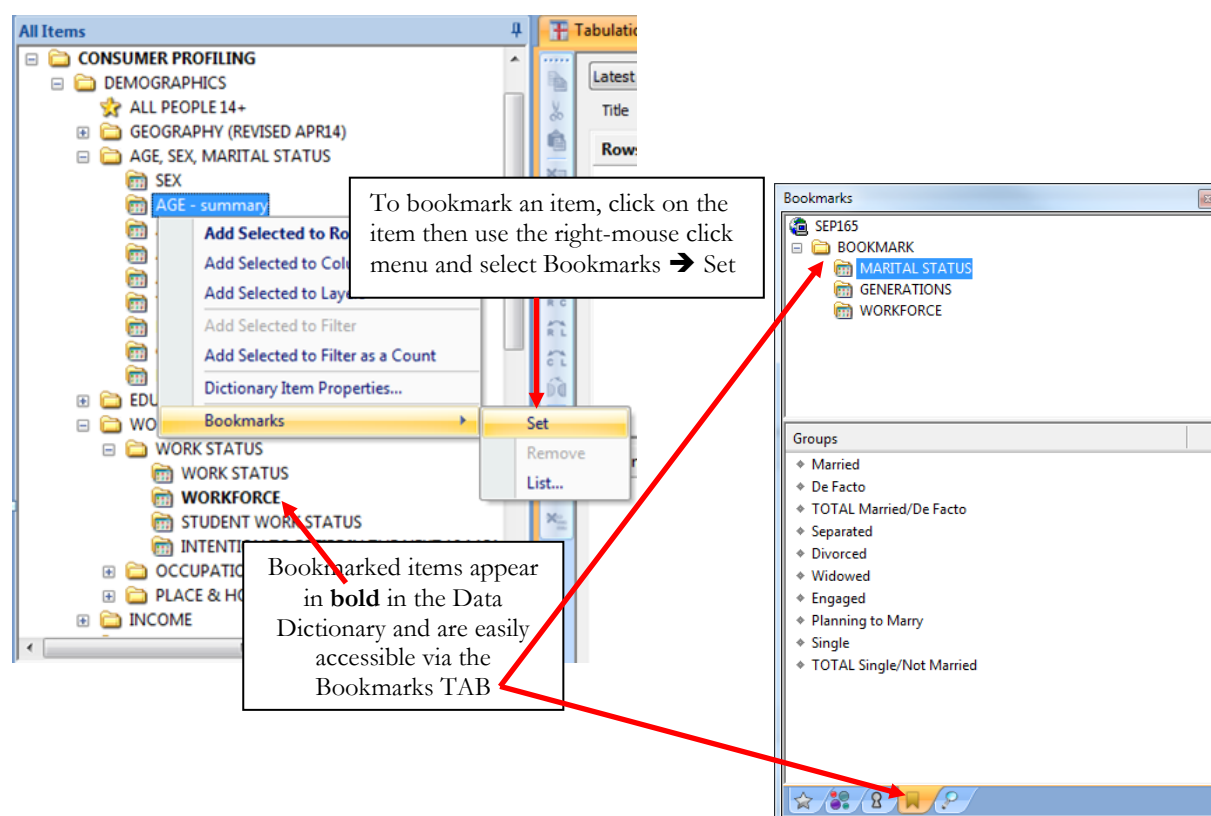 All Items
CONSUMER PROFILING
DEMOGRAPHICS
ALL PEOPLE 14+
GEOGRAPHY (REVISED APR14)
AGE, SEX, MARITAL STATUS
SEX
AGE - summary
Add Selected to Ro
Add Selected to Colu
Add Selected to Laye
Add Selected to Filter
Add Selected to Filter as a Count
Dictionary Item Properties...
Bookmarks
Set
Remove
List...
EDU
WO
WORK STATUS
WORK STATUS
WORKFORCE
STUDENT WORK STATUS
INTENTI
OCCUPATIO
PLACE & HO
INCOME
Tabulatio
Latest
Title
Rows
To bookmark an item, click on the
item then use the right-mouse click
menu and select Bookmarks ➔ Set
Bookmarked items appear
in bold in the Data
Dictionary and are easily
accessible via the
Bookmarks TAB
Bookmarks
SEP165
BOOKMARK
MARITAL STATUS
GENERATIONS
WORKFORCE
Groups
Married
De Facto
TOTAL Married/De Facto
Separated
Divorced
Widowed
Engaged
Planning to Marry
Single
TOTAL Single/Not Married